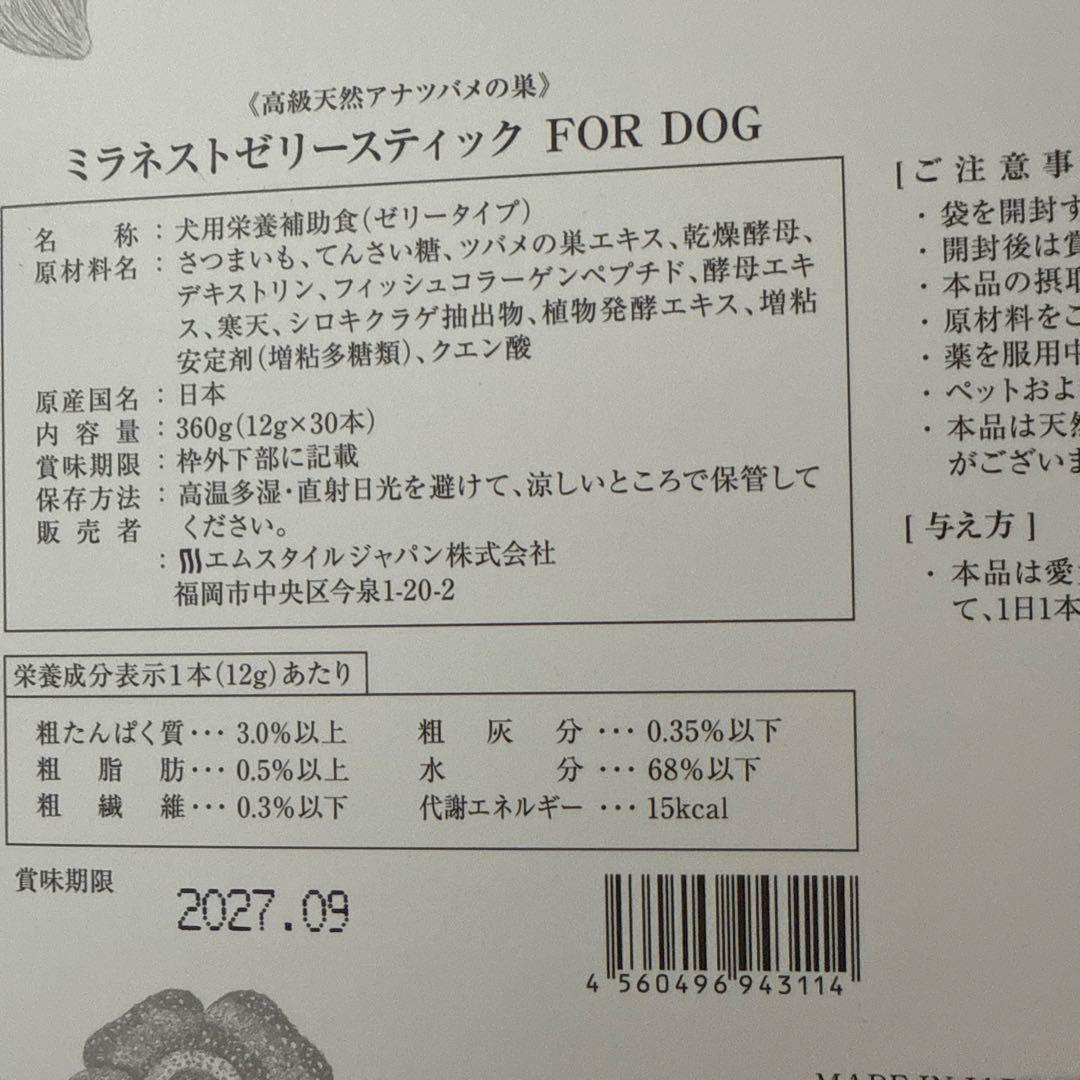 《高級天然アナツバメの巣》
ミラネストゼリースティック FOR DOG
名称：犬用栄養補助食(ゼリータイプ)
原材料名：さつまいも、てんさい糖、ツバメの巣エキス、乾燥酵母、
デキストリン、フィッシュコラーゲンペプチド、酵母エキ
ス、寒天、シロキクラゲ抽出物、植物発酵エキス、増粘
安定剤(増粘多糖類)、クエン酸
原産国名：日本
内容量：360g(12g×30本)
賞味期限：枠外下部に記載
保存方法：高温多湿・直射日光を避けて、涼しいところで保管して
ください。
販売者：エムスタイルジャパン株式会社
福岡市中央区今泉1-20-2
栄養成分表示1本(12g)あたり
粗たんぱく質･･･3.0%以上
粗脂肪･･･0.5%以上
粗繊維･･･0.3%以下
粗灰分･･･0.35%以下
水分･･･68%以下
代謝エネルギー･･･15kcal
賞味期限
2027.09
4 560496 943114
[ご注意事
・袋を開封す
・開封後は賞
・本品の摂取
・原材料をご
・薬を服用中
・ペットおよ
・本品は天然
がございま
[与え方]
・本品は愛
て、1日1本
MADE IN